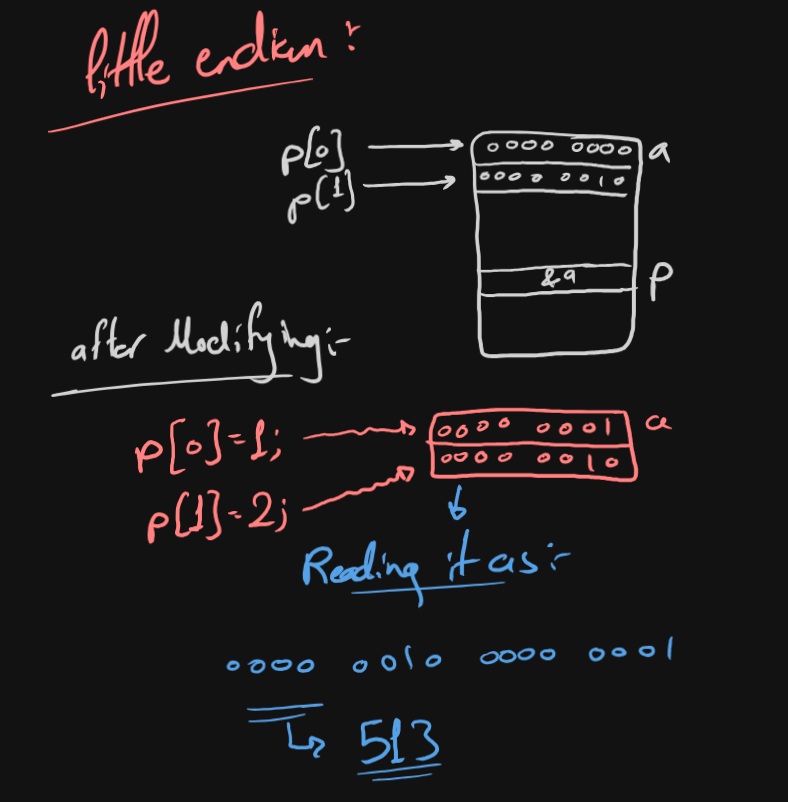 little endian :
p[0] → 0000 0000 a
p[1] → 0000 0010
&a p
after Modifying:-
p[0]=1; → 0000 0001 a
p[1]=2; → 0000 0010
Reading it as:-
0000 0010 0000 0001
↳ 513